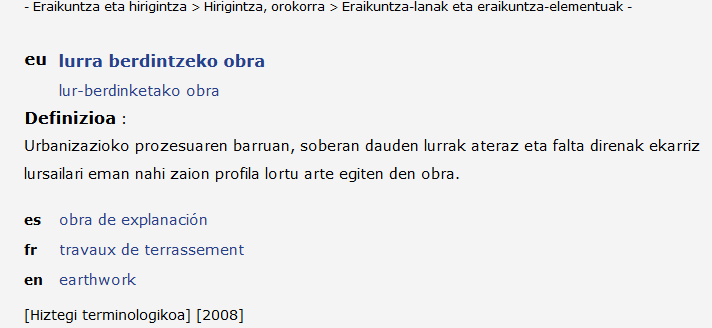 - Eraikuntza eta hirigintza > Hirigintza, orokorra > Eraikuntza-lanak eta eraikuntza-elementuak -
eu lurra berdintzeko obra
lur-berdinketako obra
Definizioa :
Urbanizazioko prozesuaren barruan, soberan dauden lurrak ateraz eta falta direnak ekarriz
lursailari eman nahi zaion profila lortu arte egiten den obra.
es obra de explanación
fr travaux de terrassement
en earthwork
[Hiztegi terminologikoa] [2008]